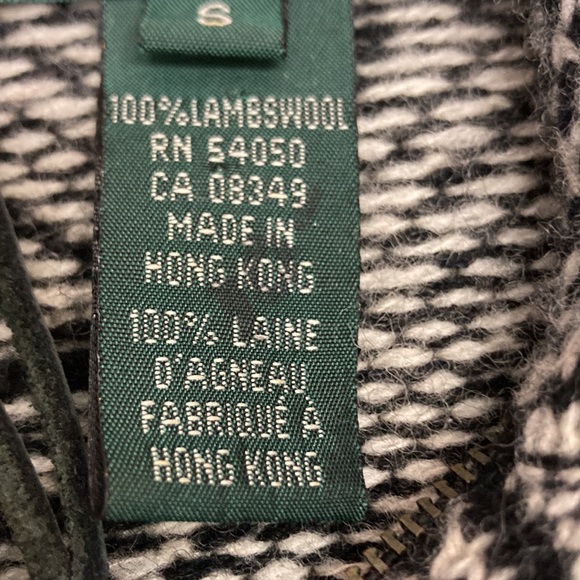 S
100% LAMBSWOOL
RN 54050
CA 08349
MADE IN
HONG KONG
100% LAINE
D'AGNEAU
FABRIQUÉ À
HONG KONG